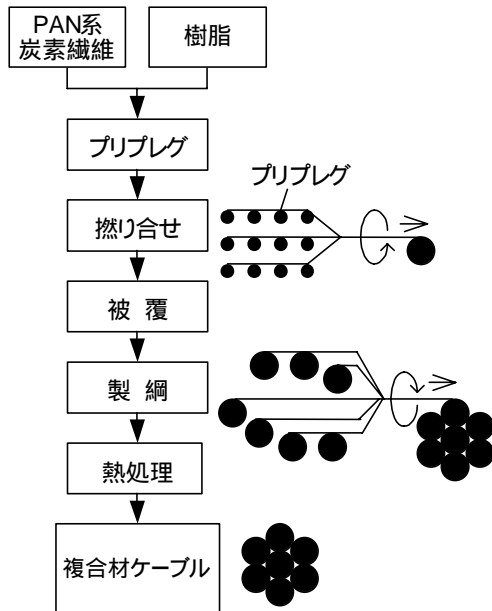 PAN系
炭素繊維
樹脂
プリプレグ
プリプレグ
撚り合せ
被 覆
製 綱
熱処理
複合材ケーブル